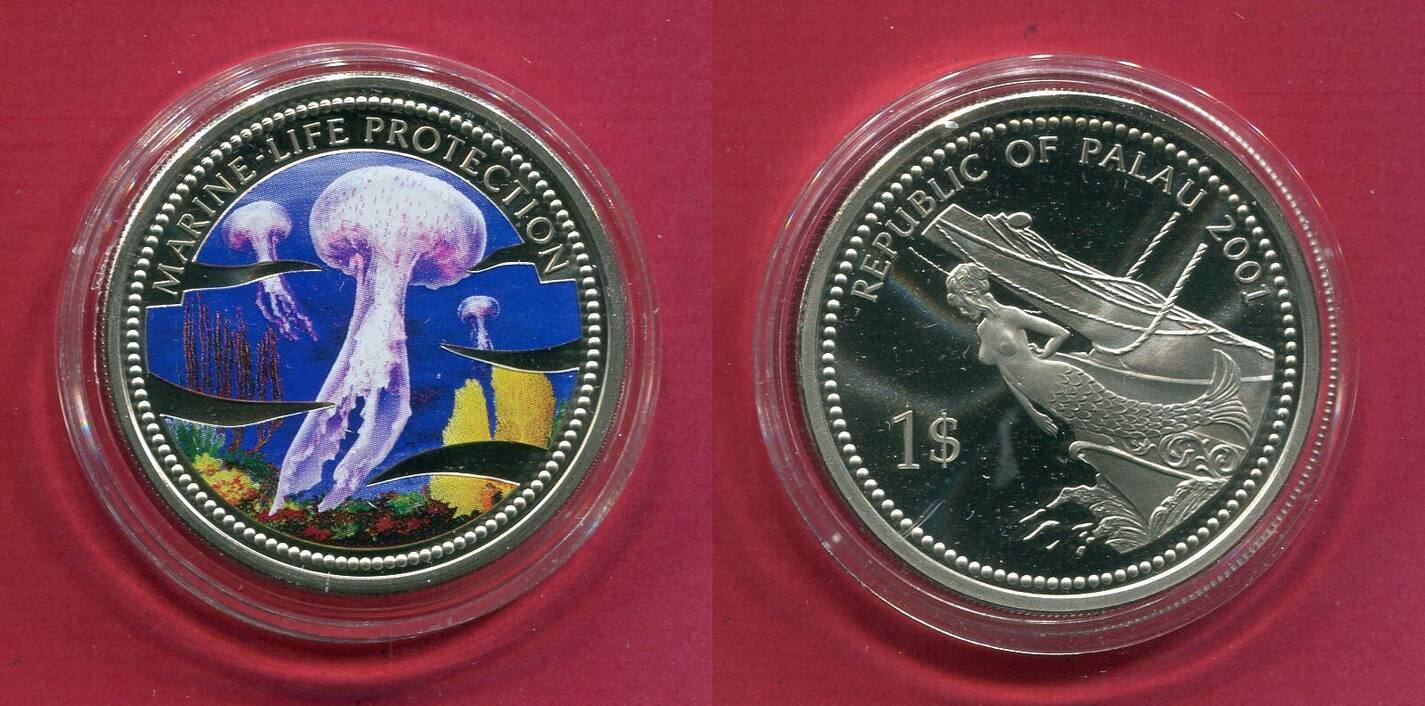 MARINE-LIFE PROTECTION
REPUBLIC OF PALAU 2001
1$